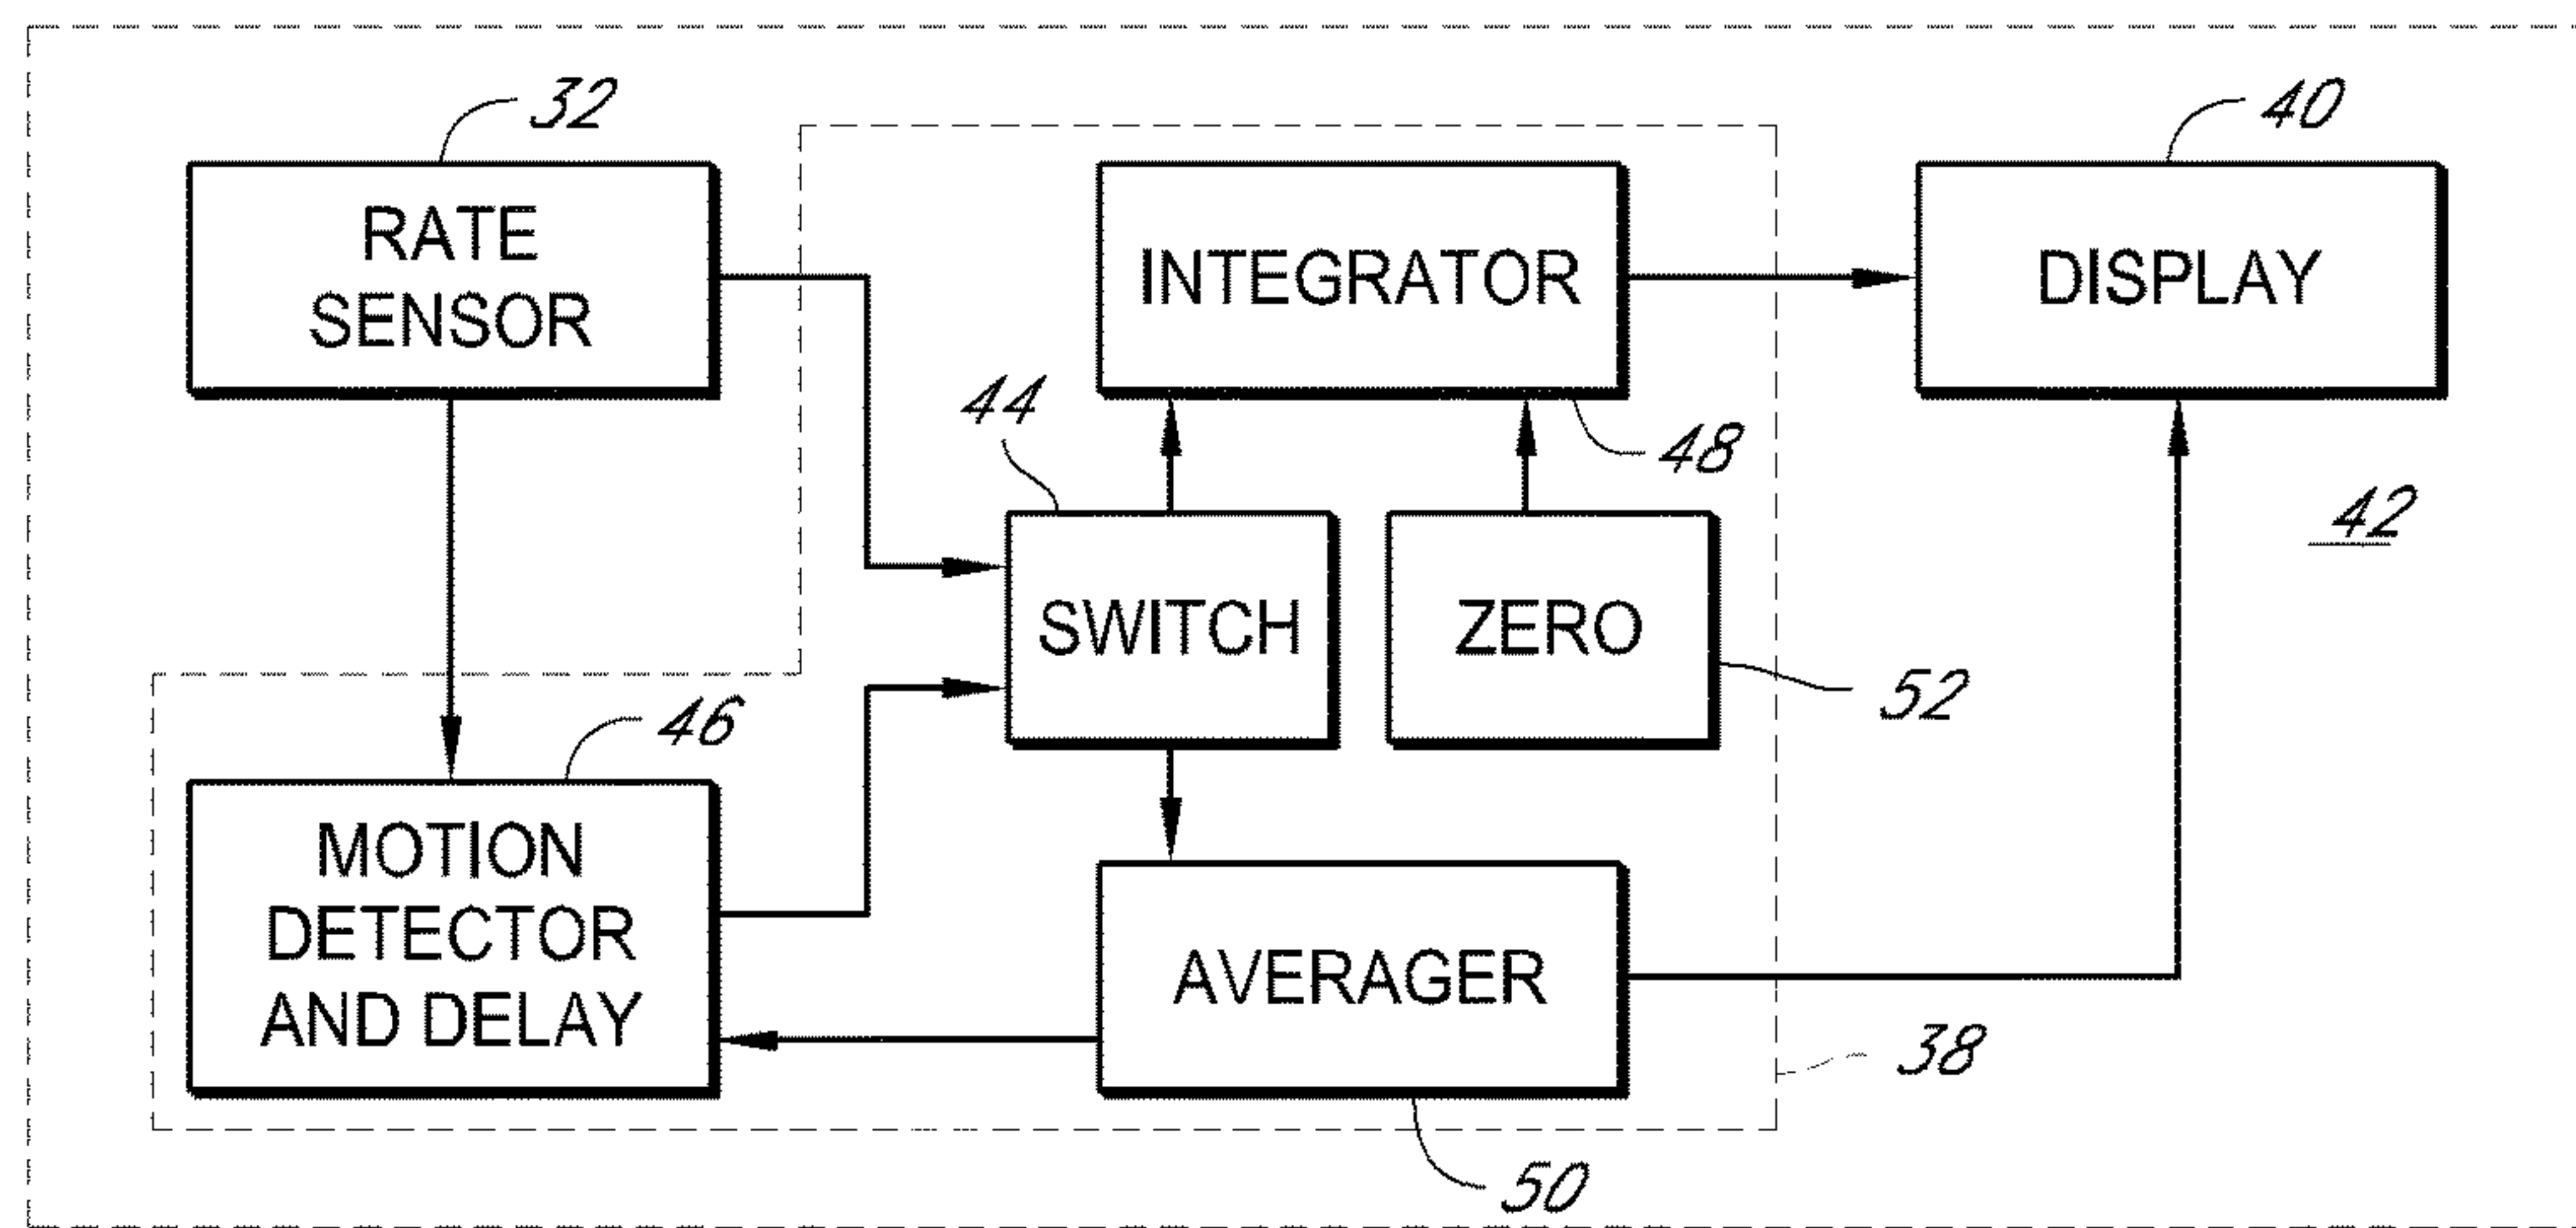 32
RATE
SENSOR
INTEGRATOR
48
40
DISPLAY
42
44
SWITCH
ZERO
52
46
MOTION
DETECTOR
AND DELAY
AVERAGER
50
38